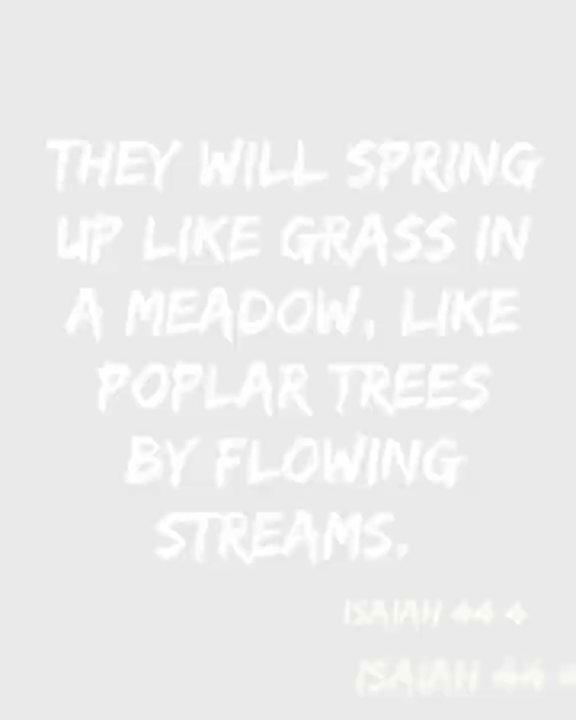 THEY WILL SPRING
UP LIKE GRASS IN
A MEADOW, LIKE
POPLAR TREES
BY FLOWING
STREAMS.
ISAIAH 44 4
ISAIAH 44